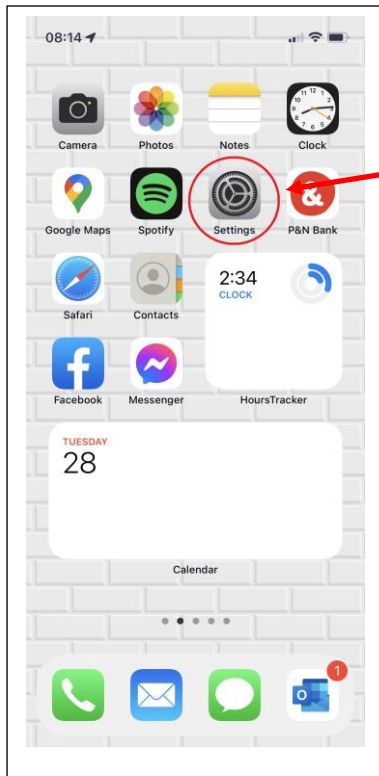 08:14
Camera Photos Notes Clock
Google Maps Spotify Settings P&N Bank
&
2:34
CLOCK
Safari Contacts
Facebook Messenger HoursTracker
TUESDAY
28
Calendar
1